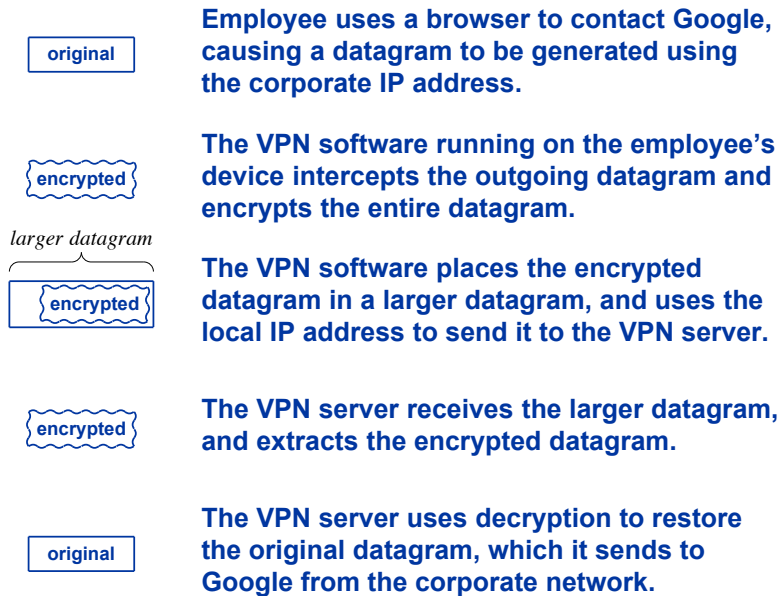 original
Employee uses a browser to contact Google,
causing a datagram to be generated using
the corporate IP address.
encrypted
The VPN software running on the employee's
device intercepts the outgoing datagram and
encrypts the entire datagram.
larger datagram
encrypted
The VPN software places the encrypted
datagram in a larger datagram, and uses the
local IP address to send it to the VPN server.
encrypted
The VPN server receives the larger datagram,
and extracts the encrypted datagram.
original
The VPN server uses decryption to restore
the original datagram, which it sends to
Google from the corporate network.